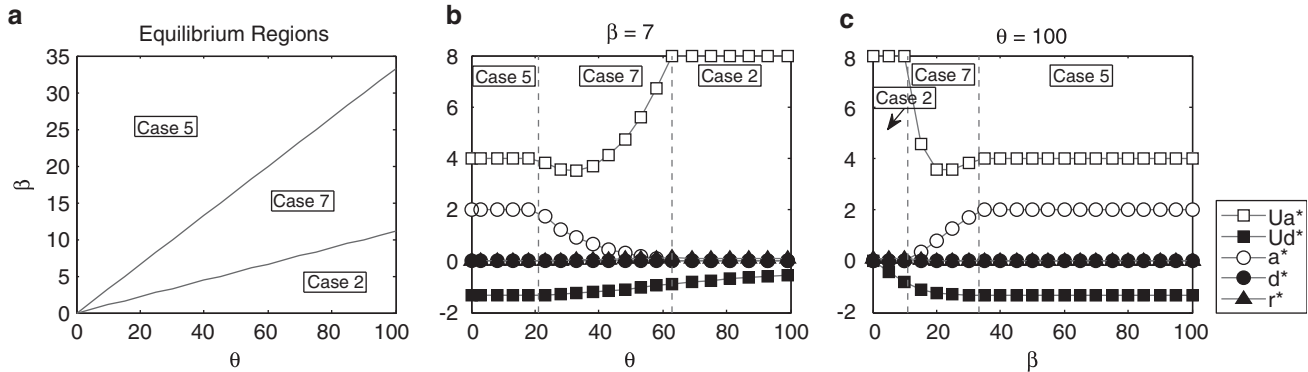 a
Equilibrium Regions
35
30
25
20
15
10
5
0
β
Case 5
Case 7
Case 2
0 20 40 60 80 100
θ
b
β = 7
8
6
4
2
0
-2
Case 5
Case 7
Case 2
0 20 40 60 80 100
θ
c
θ = 100
8
6
4
2
0
-2
Case 7
Case 5
Case 2
0 20 40 60 80 100
β
Ua*
Ud*
a*
d*
r*